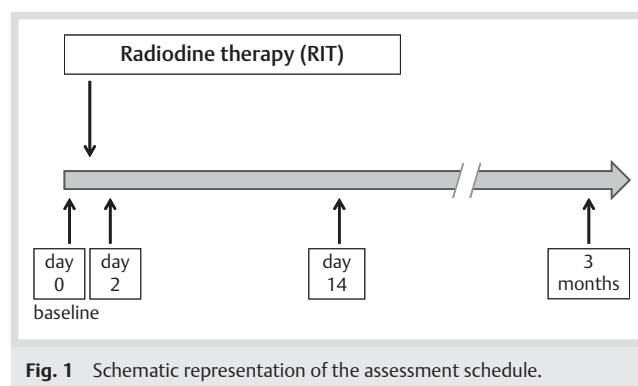 Radiodine therapy (RIT)
day
0
day
2
day
14
3
months
baseline
Fig. 1 Schematic representation of the assessment schedule.